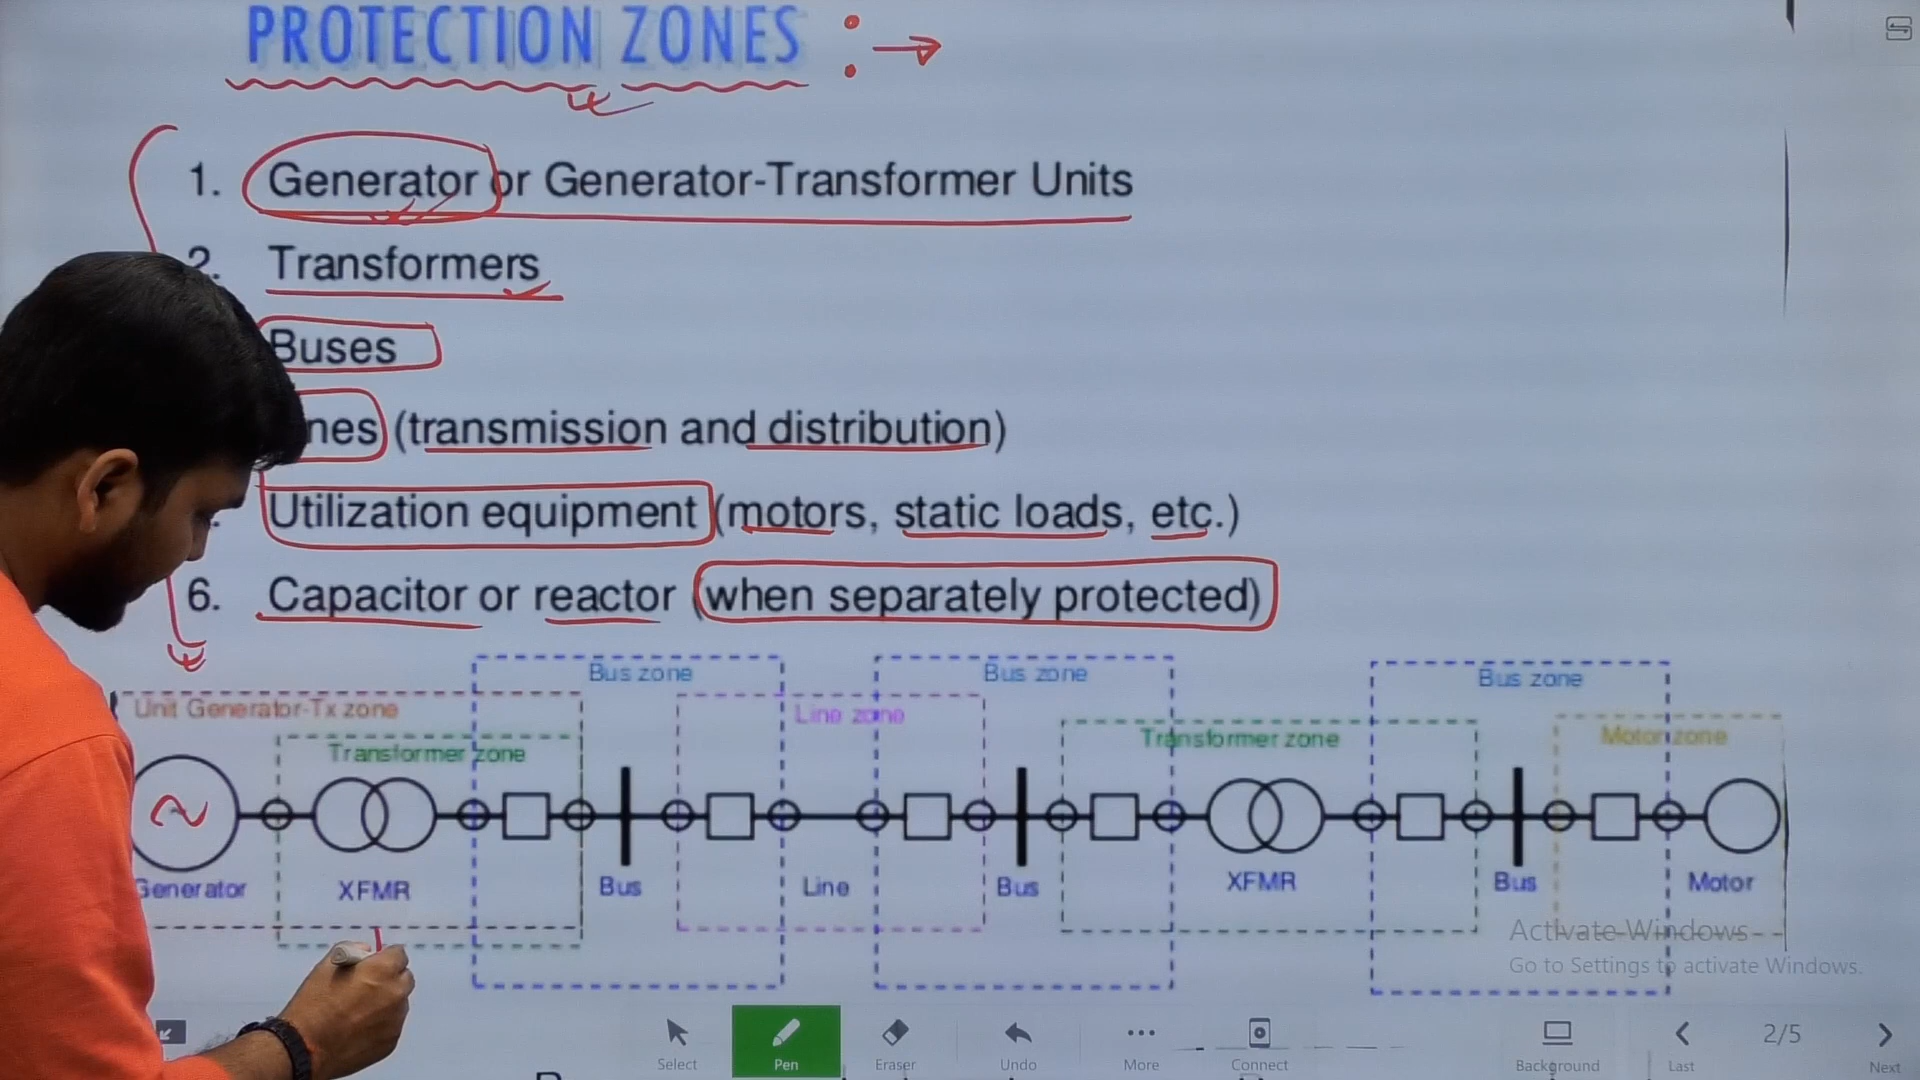 PROTECTION ZONES :→
1. Generator or Generator-Transformer Units
2. Transformers
Buses
nes (transmission and distribution)
Utilization equipment (motors, static loads, etc.)
6. Capacitor or reactor (when separately protected)
Bus zone Bus zone Bus zone
Unit Generator-Tx zone Line zone Motor zone
Transformer zone Transformer zone
~
Generator XFMR Bus Line Bus XFMR Bus Motor
Activate Windows
Go to Settings to activate Windows.
Select Pen Eraser Undo More Connect Background Last 2/5 Next